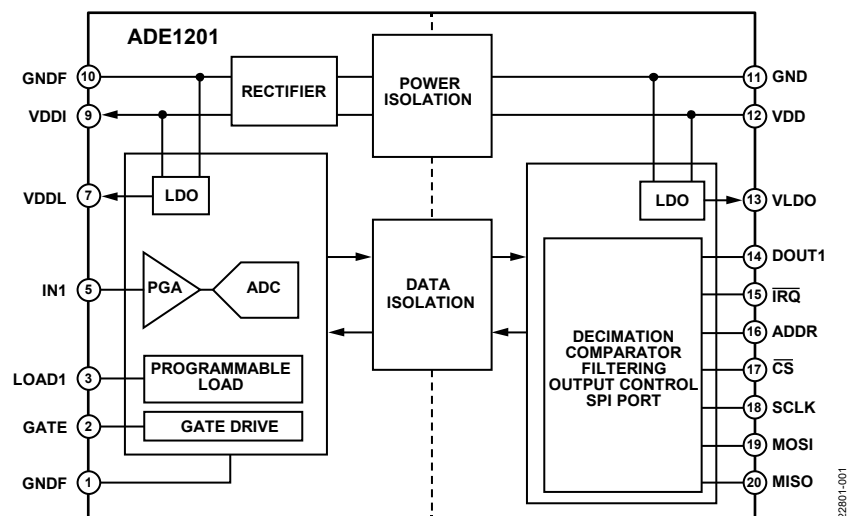 ADE1201
GNDF 10
RECTIFIER
POWER
ISOLATION
11 GND
VDDI 9
12 VDD
VDDL 7
LDO
LDO
13 VLDO
IN1 5
PGA
ADC
DATA
ISOLATION
DECIMATION
COMPARATOR
FILTERING
OUTPUT CONTROL
SPI PORT
14 DOUT1
15 IRQ
16 ADDR
17 CS
18 SCLK
19 MOSI
20 MISO
LOAD1 3
PROGRAMMABLE
LOAD
GATE 2
GATE DRIVE
GNDF 1
22801-001